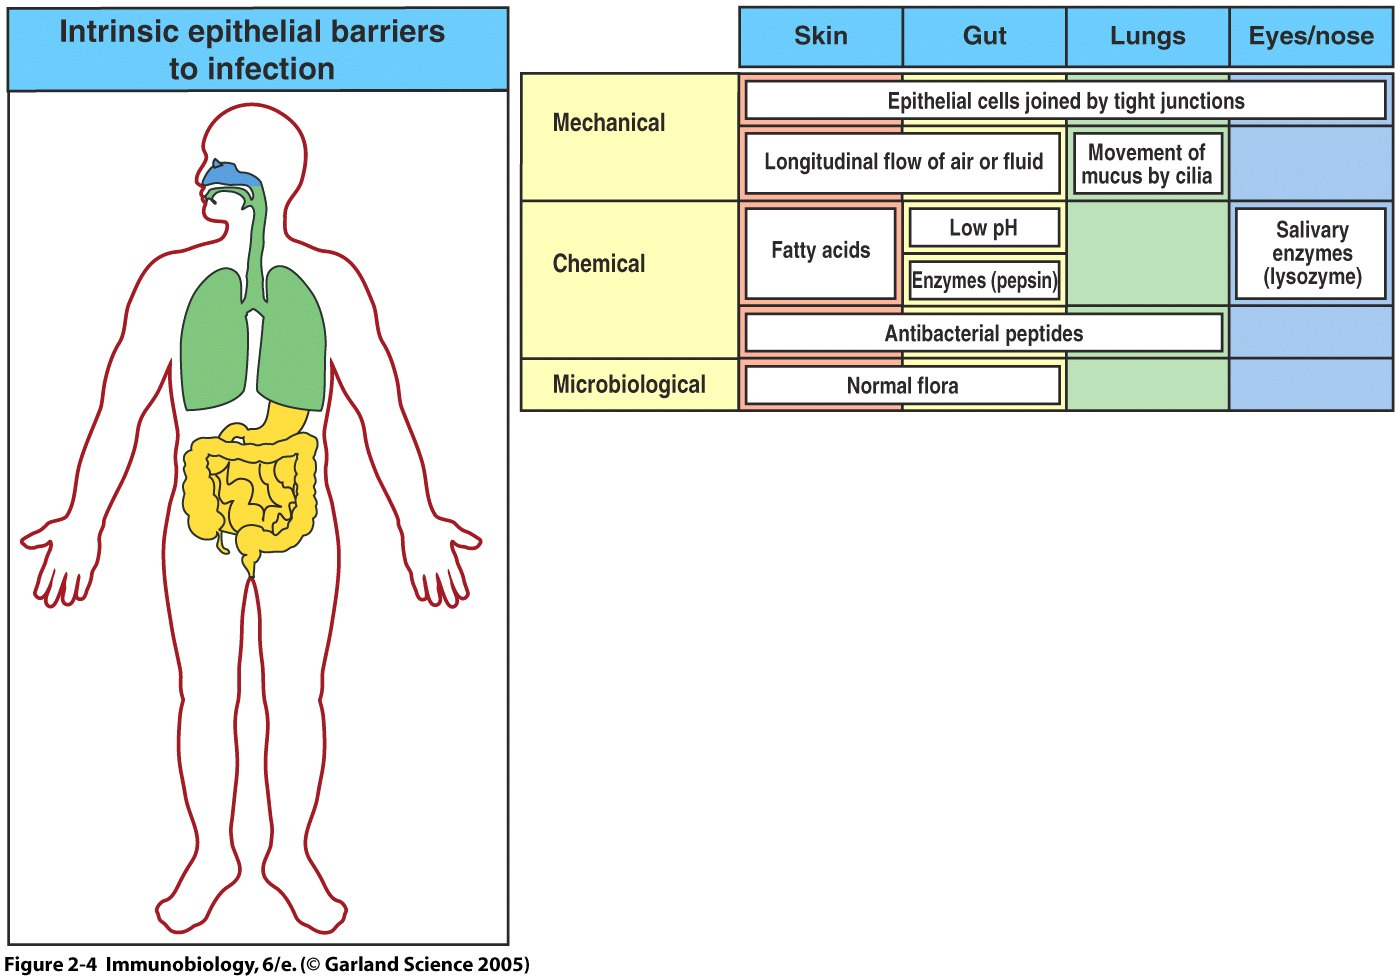 Intrinsic epithelial barriers
to infection
Skin
Gut
Lungs
Eyes/nose
Mechanical
Epithelial cells joined by tight junctions
Longitudinal flow of air or fluid
Movement of
mucus by cilia
Chemical
Fatty acids
Low pH
Enzymes (pepsin)
Salivary
enzymes
(lysozyme)
Antibacterial peptides
Microbiological
Normal flora
Figure 2-4 Immunobiology, 6/e. (© Garland Science 2005)